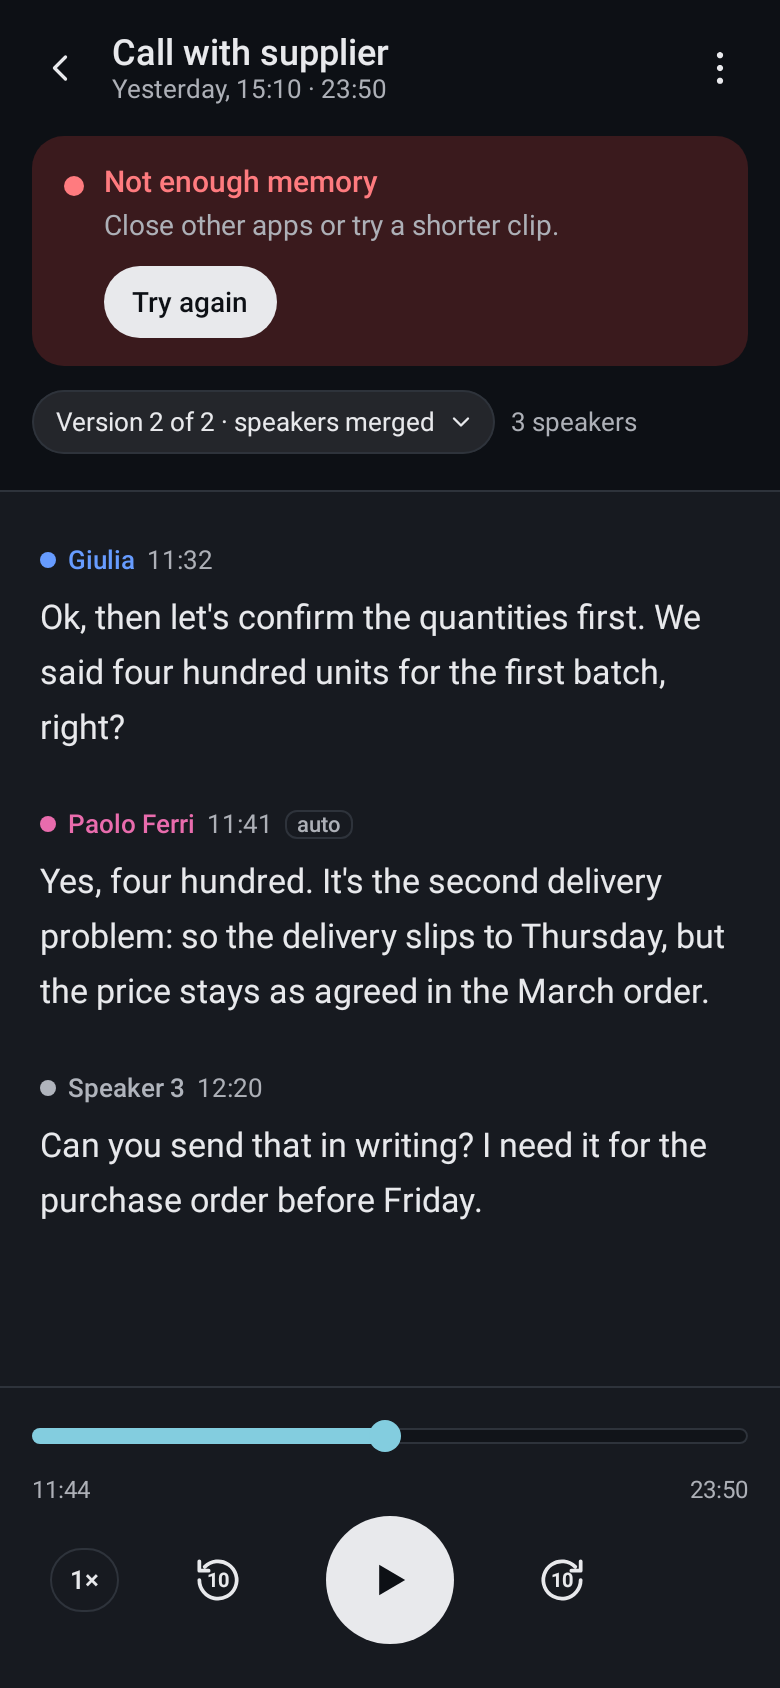 Call with supplier
Yesterday, 15:10 · 23:50
Not enough memory
Close other apps or try a shorter clip.
Try again
Version 2 of 2 · speakers merged
3 speakers
Giulia 11:32
Ok, then let's confirm the quantities first. We
said four hundred units for the first batch,
right?
Paolo Ferri 11:41 auto
Yes, four hundred. It's the second delivery
problem: so the delivery slips to Thursday, but
the price stays as agreed in the March order.
Speaker 3 12:20
Can you send that in writing? I need it for the
purchase order before Friday.
11:44 23:50
1× 10 10